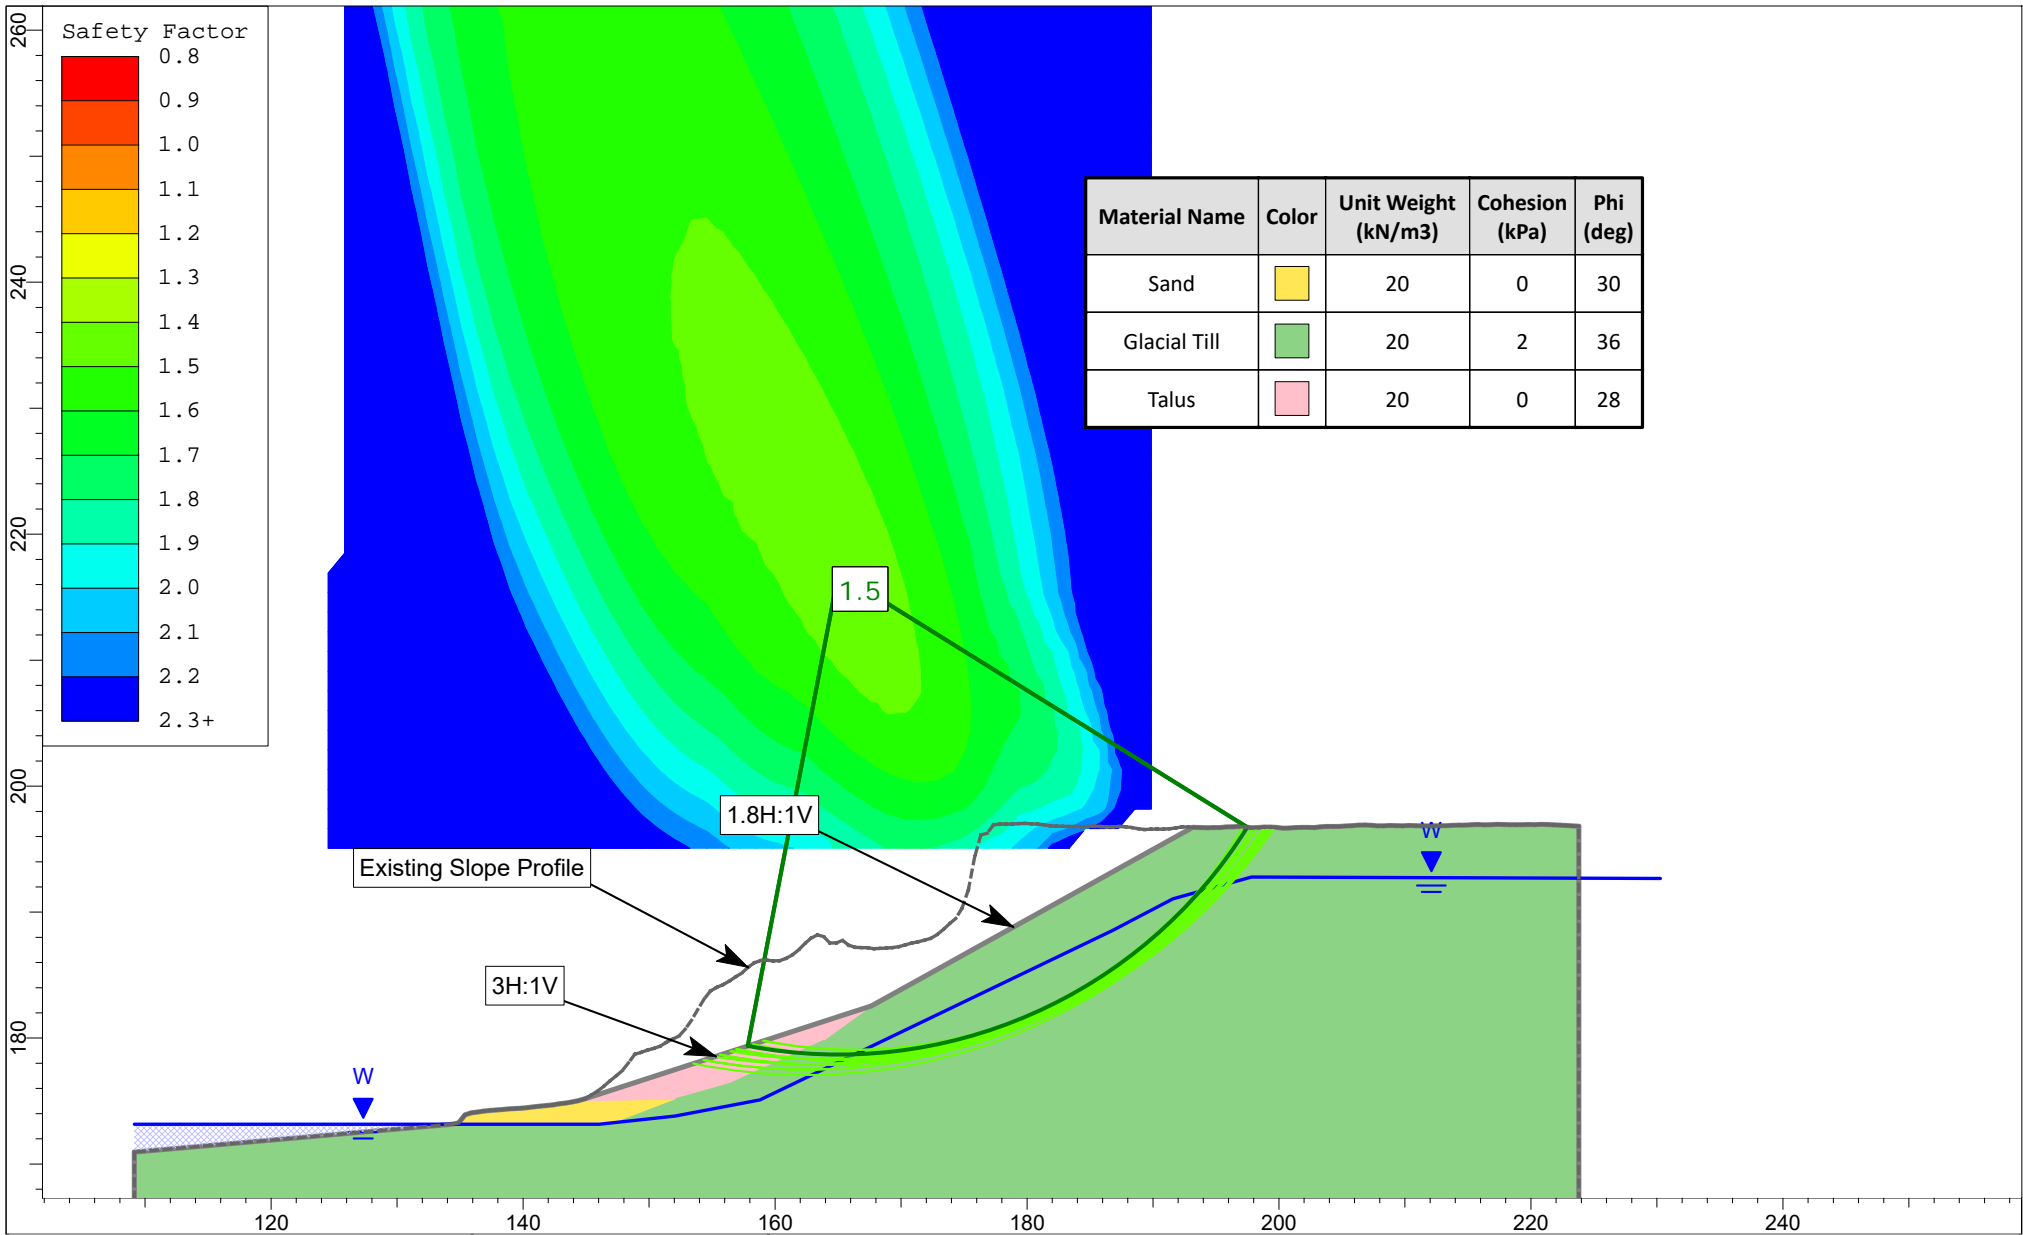 Safety Factor
0.8
0.9
1.0
1.1
1.2
1.3
1.4
1.5
1.6
1.7
1.8
1.9
2.0
2.1
2.2
2.3+
Material Name Color Unit Weight (kN/m3) Cohesion (kPa) Phi (deg)
Sand 20 0 30
Glacial Till 20 2 36
Talus 20 0 28
1.5
1.8H:1V
Existing Slope Profile
3H:1V
W
W
260
240
220
200
180
120 140 160 180 200 220 240